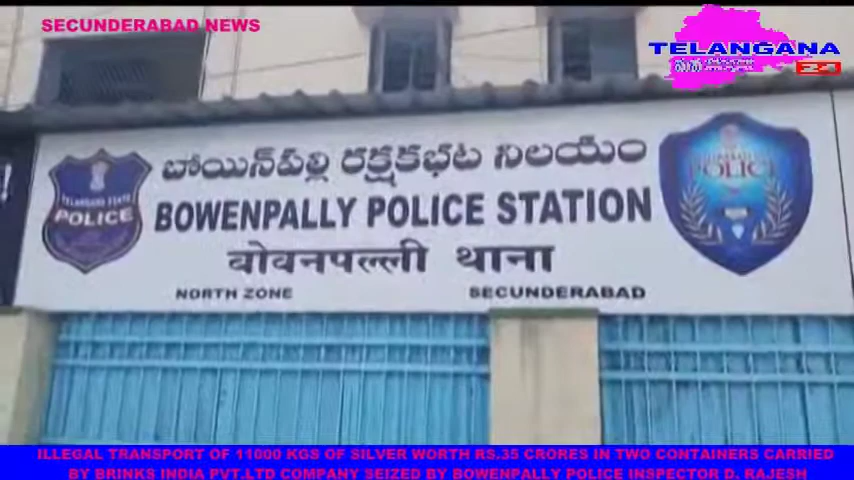 SECUNDERABAD NEWS
TELANGANA
24
బోయిన్‌పల్లి రక్షకభట నిలయం
TELANGANA STATE
POLICE
POLICE
BOWENPALLY POLICE STATION
बोवनपल्ली थाना
NORTH ZONE SECUNDERABAD
ILLEGAL TRANSPORT OF 11000 KGS OF SILVER WORTH RS.35 CRORES IN TWO CONTAINERS CARRIED
BY BRINKS INDIA PVT.LTD COMPANY SEIZED BY BOWENPALLY POLICE INSPECTOR D. RAJESH